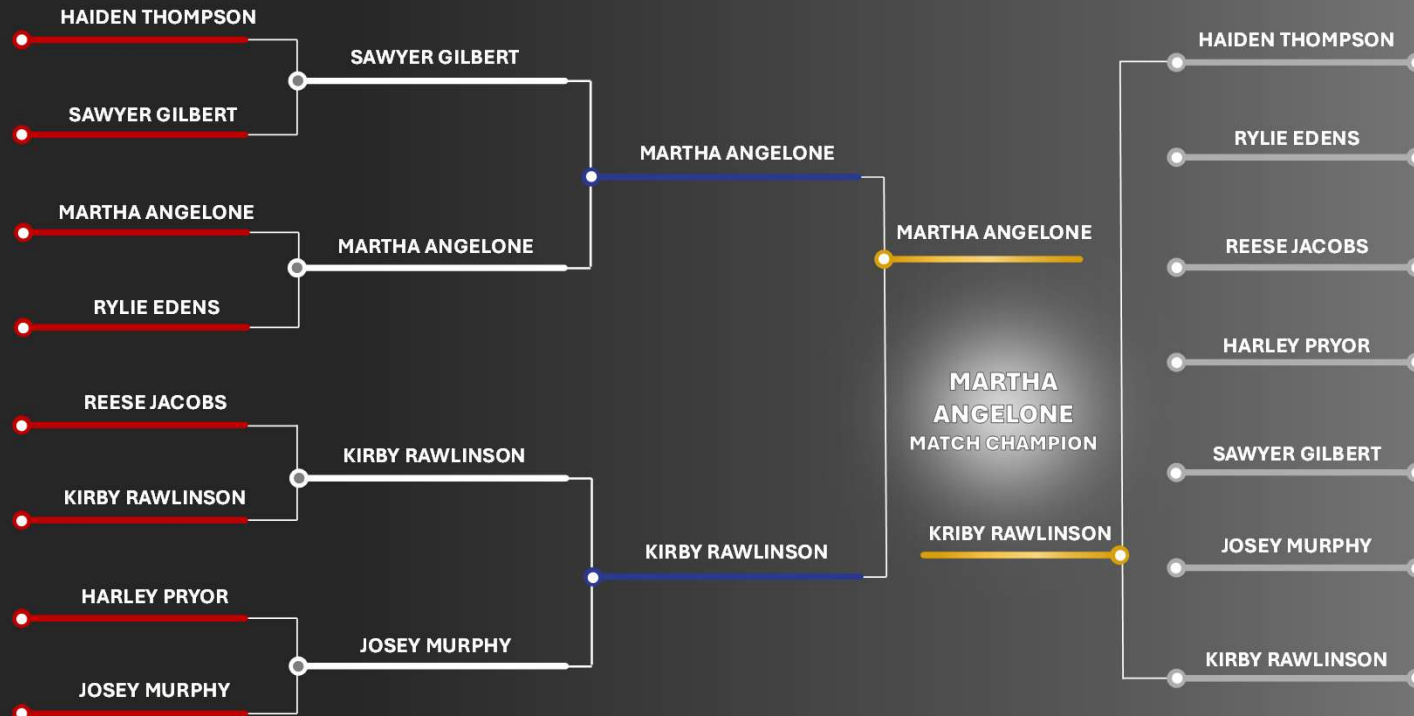 HAIDEN THOMPSON
SAWYER GILBERT
MARTHA ANGELONE
RYLIE EDENS
REESE JACOBS
KIRBY RAWLINSON
HARLEY PRYOR
JOSEY MURPHY
SAWYER GILBERT
MARTHA ANGELONE
KIRBY RAWLINSON
JOSEY MURPHY
MARTHA ANGELONE
KIRBY RAWLINSON
MARTHA ANGELONE
MARTHA
ANGELONE
MATCH CHAMPION
KRIBY RAWLINSON
HAIDEN THOMPSON
RYLIE EDENS
REESE JACOBS
HARLEY PRYOR
SAWYER GILBERT
JOSEY MURPHY
KIRBY RAWLINSON